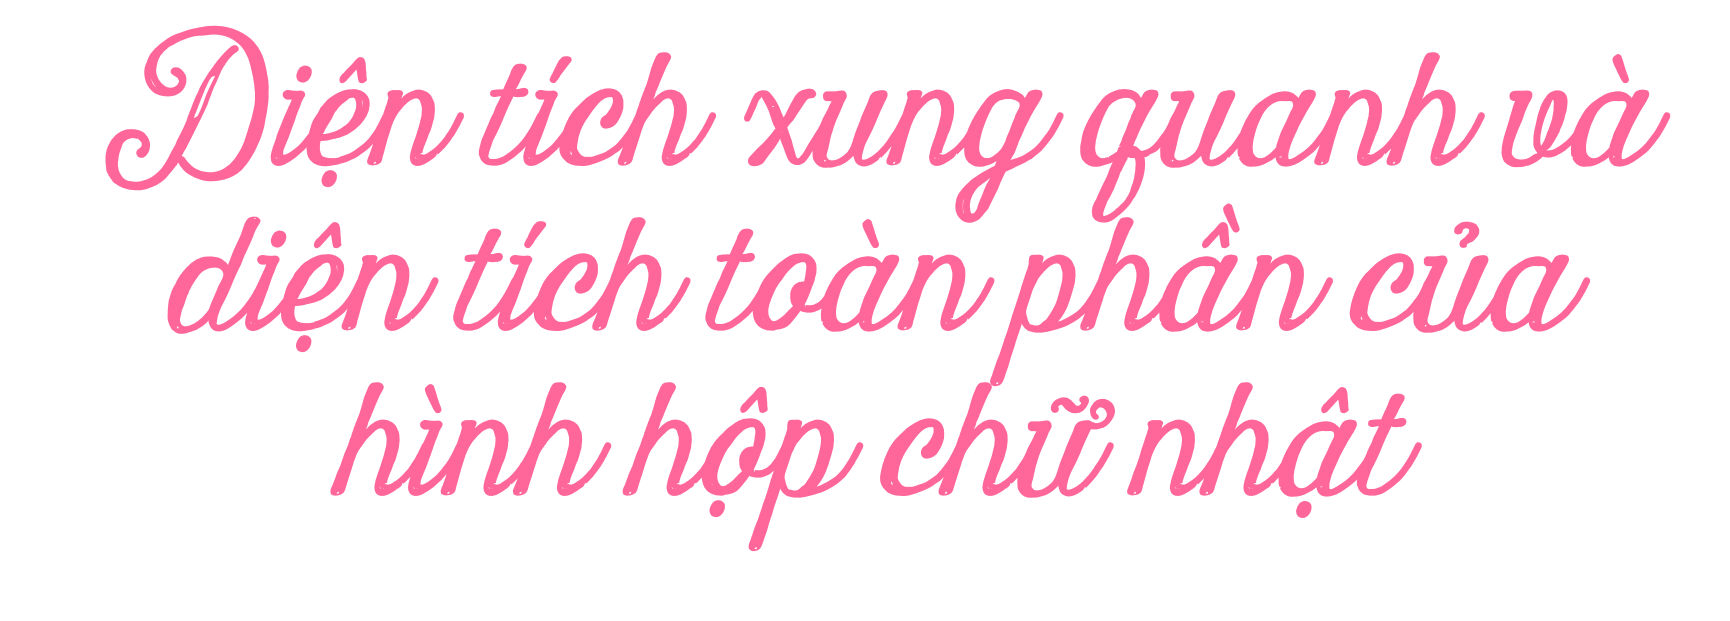 Diện tích xung quanh và
diện tích toàn phần của
hình hộp chữ nhật